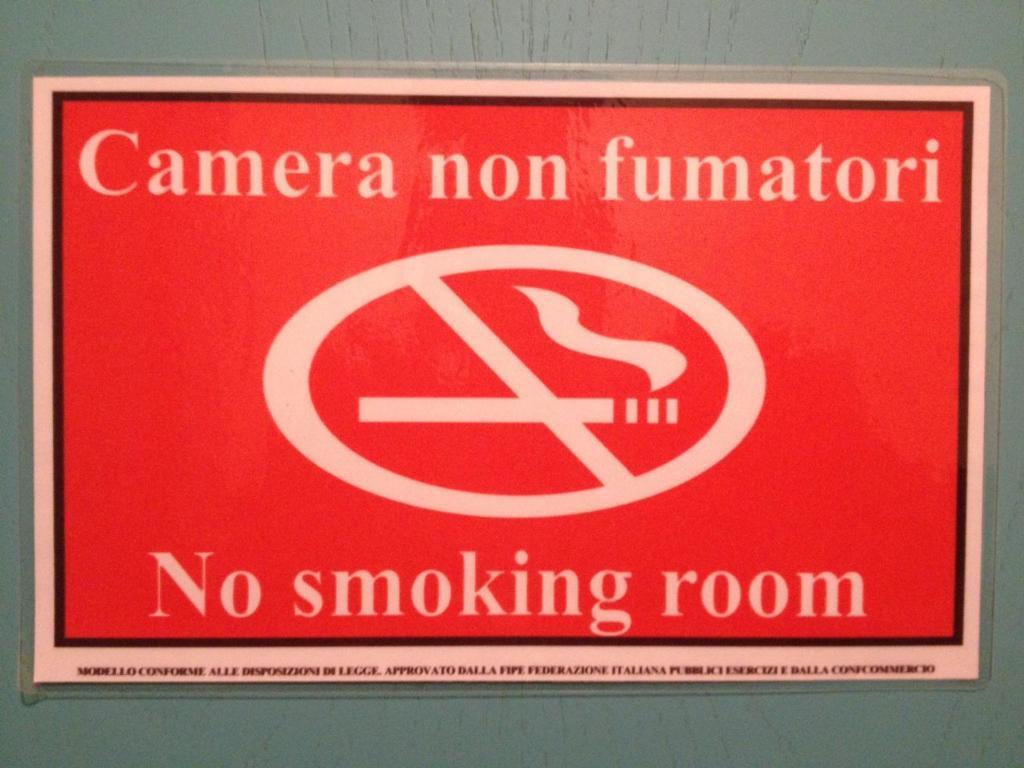 Camera non fumatori
No smoking room
MODELLO CONFORME ALLE DISPOSIZIONI DI LEGGE. APPROVATO DALLA FIPE FEDERAZIONE ITALIANA PUBBLICI ESERCIZI E DALLA CONFCOMMERCIO